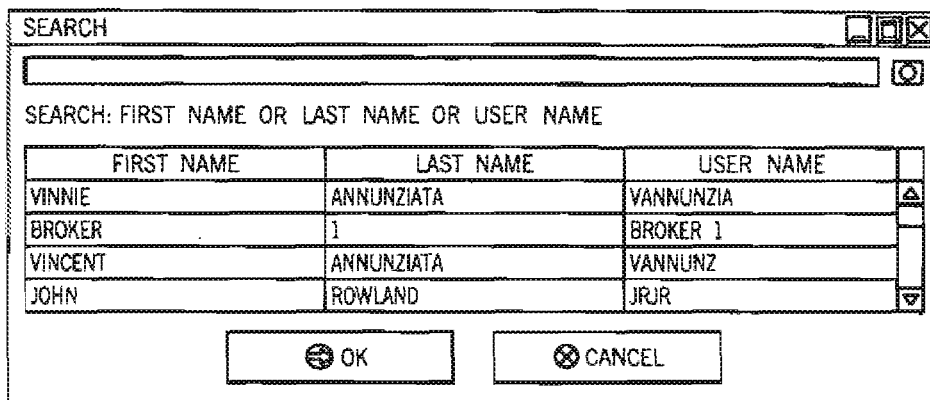 SEARCH
SEARCH: FIRST NAME OR LAST NAME OR USER NAME
FIRST NAME LAST NAME USER NAME
VINNIE ANNUNZIATA VANNUNZIA
BROKER 1 BROKER 1
VINCENT ANNUNZIATA VANNUNZ
JOHN ROWLAND JRJR
OK CANCEL